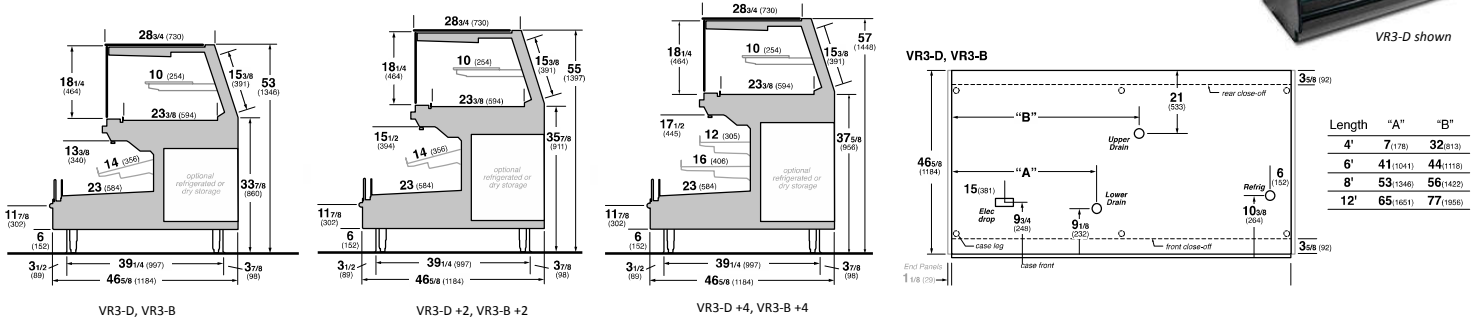 28 3/4 (730)
18 1/4 (464)
10 (254)
15 3/8 (391)
53 (1346)
23 3/8 (594)
13 3/8 (340)
14 (356)
optional refrigerated or dry storage
33 7/8 (860)
23 (584)
11 7/8 (302)
6 (152)
3 1/2 (89)
39 1/4 (997)
3 7/8 (98)
46 5/8 (1184)
VR3-D, VR3-B
28 3/4 (730)
18 1/4 (464)
10 (254)
15 3/8 (391)
55 (1397)
23 3/8 (594)
15 1/2 (394)
14 (356)
optional refrigerated or dry storage
35 7/8 (911)
23 (584)
11 7/8 (302)
6 (152)
3 1/2 (89)
39 1/4 (997)
3 7/8 (98)
46 5/8 (1184)
VR3-D +2, VR3-B +2
28 3/4 (730)
18 1/4 (464)
10 (254)
15 3/8 (391)
57 (1448)
23 3/8 (594)
17 1/2 (445)
12 (305)
16 (406)
optional refrigerated or dry storage
37 5/8 (956)
23 (584)
11 7/8 (302)
6 (152)
3 1/2 (89)
39 1/4 (997)
3 7/8 (98)
46 5/8 (1184)
VR3-D +4, VR3-B +4
VR3-D shown
VR3-D, VR3-B
3 5/8 (92)
rear close-off
21 (533)
"B"
Upper Drain
46 5/8 (1184)
"A"
15 (381)
Elec drop
9 3/4 (248)
Lower Drain
9 1/8 (232)
Refrig
6 (152)
10 3/8 (264)
case leg
front close-off
3 5/8 (92)
case front
End Panels
1 1/8 (29)
Length "A" "B"
4' 7(178) 32(813)
6' 41(1041) 44(1118)
8' 53(1346) 56(1422)
12' 65(1651) 77(1956)